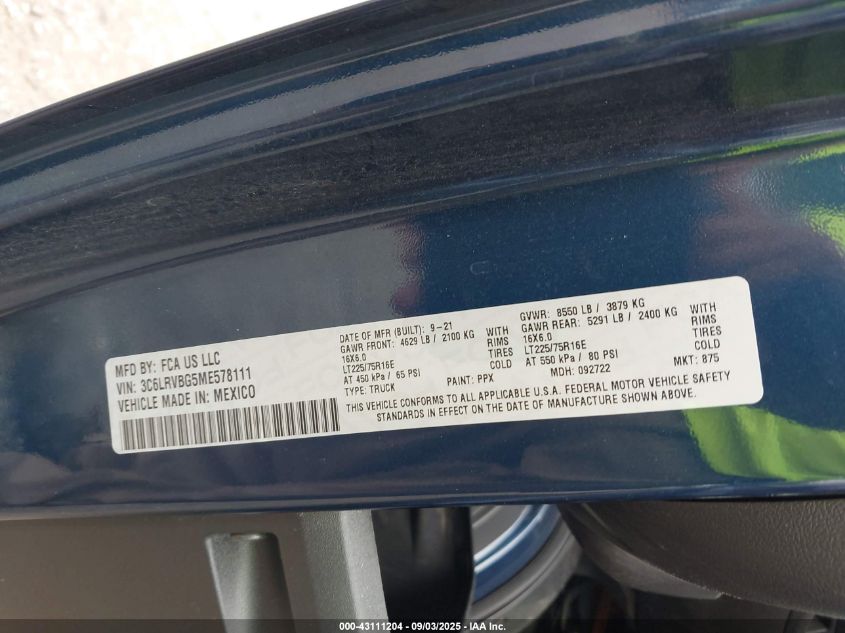 MFD BY: FCA US LLC
VIN: 3C6LRVBG5ME578111
VEHICLE MADE IN: MEXICO
DATE OF MFR (BUILT): 9-21
GAWR FRONT: 4629 LB / 2100 KG WITH
16X6.0 RIMS
LT225/75R16E TIRES
AT 450 kPa / 65 PSI COLD
TYPE: TRUCK PAINT: PPX
GVWR: 8550 LB / 3879 KG
GAWR REAR: 5291 LB / 2400 KG WITH
16X6.0 RIMS
LT225/75R16E TIRES
AT 550 kPa / 80 PSI COLD
MDH: 092722 MKT: 875
THIS VEHICLE CONFORMS TO ALL APPLICABLE U.S.A. FEDERAL MOTOR VEHICLE SAFETY
STANDARDS IN EFFECT ON THE DATE OF MANUFACTURE SHOWN ABOVE.
000-43111204 - 09/03/2025 - IAA Inc.